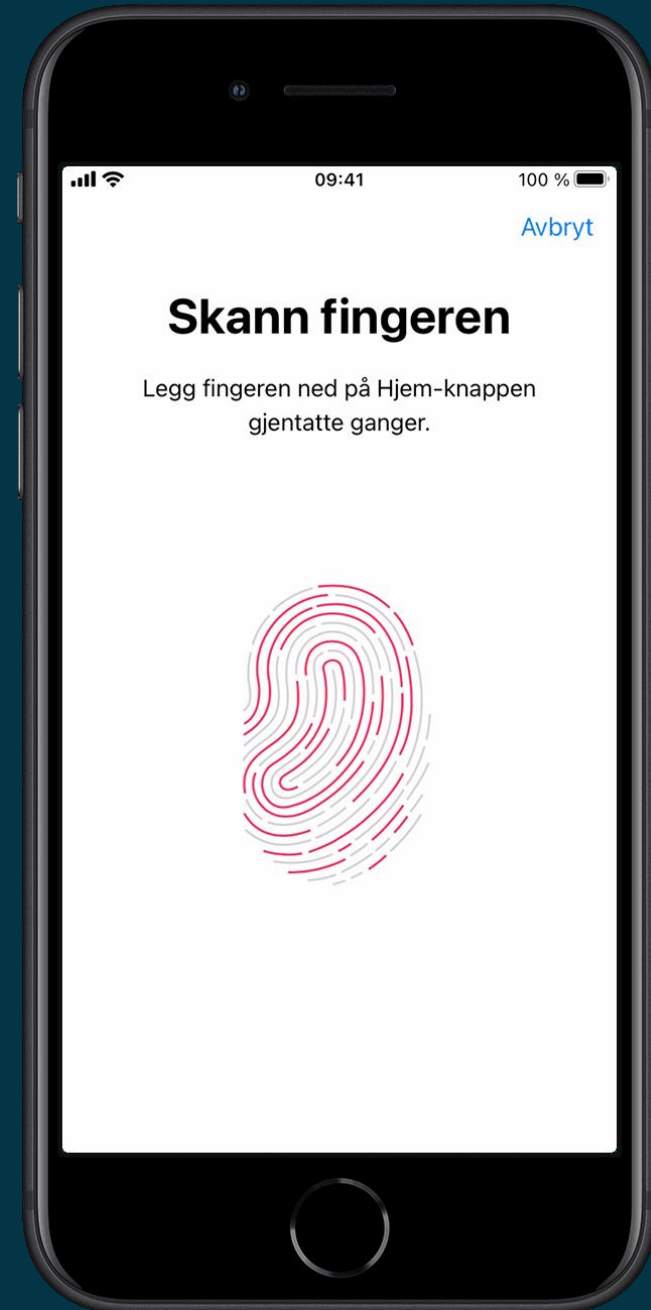 09:41
100 %
Avbryt
Skann fingeren
Legg fingeren ned på Hjem-knappen
gjentatte ganger.